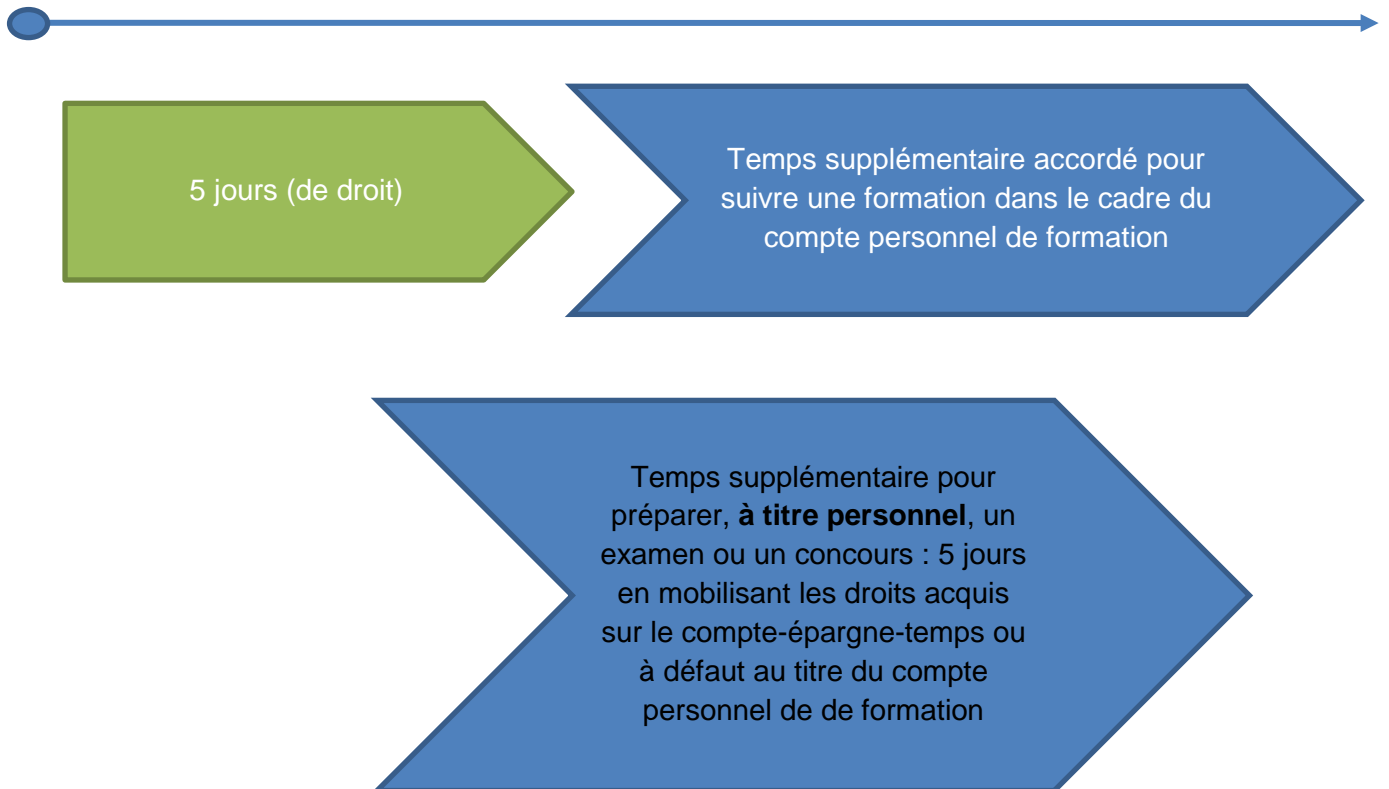 5 jours (de droit)
Temps supplémentaire accordé pour
suivre une formation dans le cadre du
compte personnel de formation
Temps supplémentaire pour
préparer, à titre personnel, un
examen ou un concours : 5 jours
en mobilisant les droits acquis
sur le compte-épargne-temps ou
à défaut au titre du compte
personnel de de formation